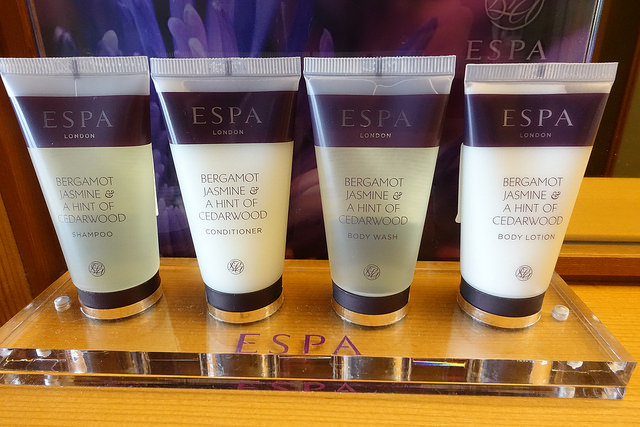 ESPA
ESPA
LONDON
BERGAMOT
JASMINE &
A HINT OF
CEDARWOOD
SHAMPOO
ESPA
LONDON
BERGAMOT
JASMINE &
A HINT OF
CEDARWOOD
CONDITIONER
ESPA
LONDON
BERGAMOT
JASMINE &
A HINT OF
CEDARWOOD
BODY WASH
ESPA
LONDON
BERGAMOT
JASMINE &
A HINT OF
CEDARWOOD
BODY LOTION
ESPA